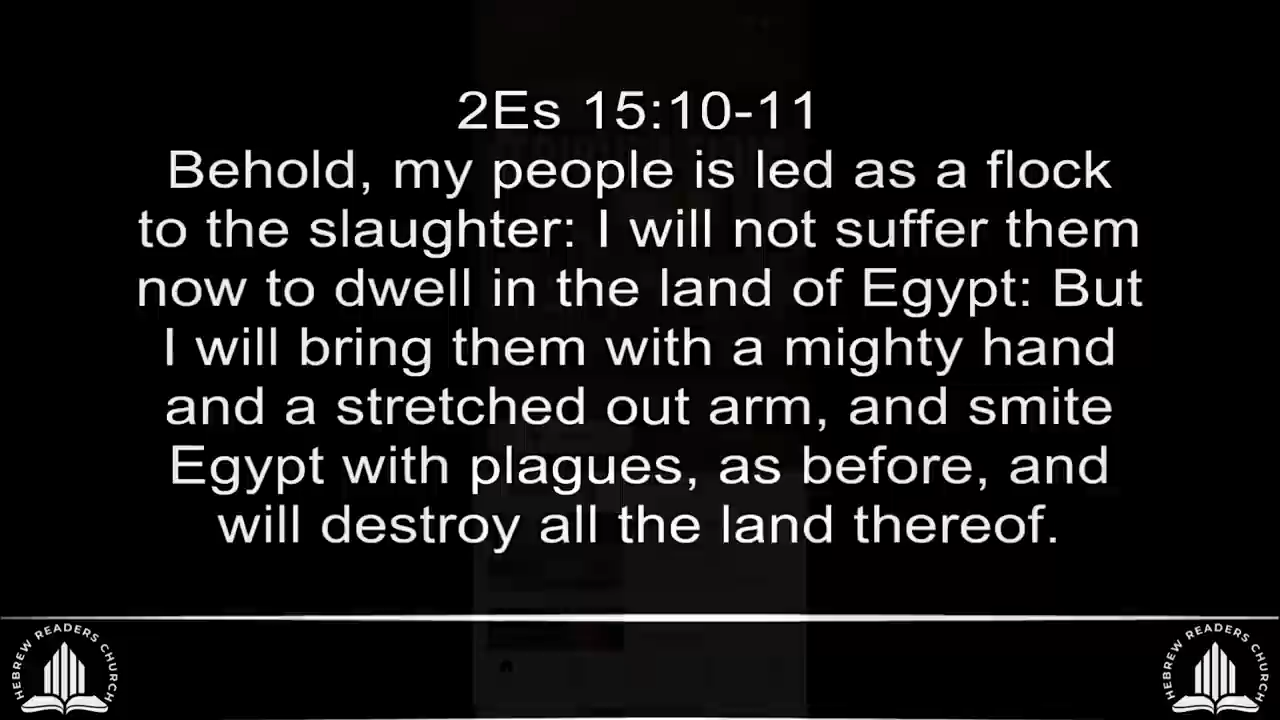 2Es 15:10-11
Behold, my people is led as a flock
to the slaughter: I will not suffer them
now to dwell in the land of Egypt: But
I will bring them with a mighty hand
and a stretched out arm, and smite
Egypt with plagues, as before, and
will destroy all the land thereof.
HEBREW READERS CHURCH
HEBREW READERS CHURCH